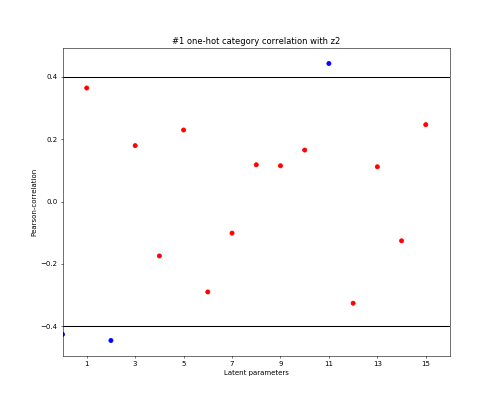 #1 one-hot category correlation with z2
0.4
0.2
0.0
−0.2
−0.4
Pearson-correlation
1 3 5 7 9 11 13 15
Latent parameters